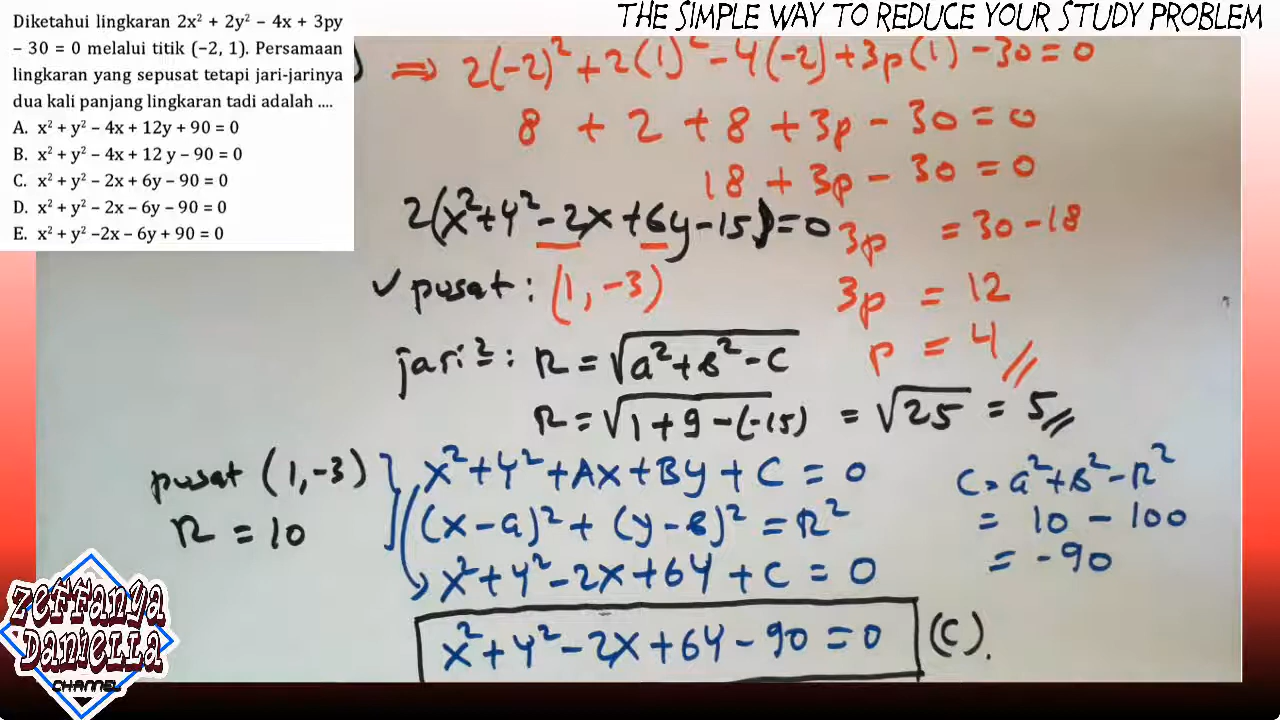 THE SIMPLE WAY TO REDUCE YOUR STUDY PROBLEM
Diketahui lingkaran 2x² + 2y² – 4x + 3py
– 30 = 0 melalui titik (–2, 1). Persamaan
lingkaran yang sepusat tetapi jari-jarinya
dua kali panjang lingkaran tadi adalah ....
A. x² + y² – 4x + 12y + 90 = 0
B. x² + y² – 4x + 12 y – 90 = 0
C. x² + y² – 2x + 6y – 90 = 0
D. x² + y² – 2x – 6y – 90 = 0
E. x² + y² –2x – 6y + 90 = 0
) ⇒ 2(-2)² + 2(1)² - 4(-2) + 3p(1) - 30 = 0
8 + 2 + 8 + 3p - 30 = 0
18 + 3p - 30 = 0
2(x² + y² - 2x + 6y - 15) = 0
3p = 30 - 18
✓ pusat : (1, -3)
3p = 12
p = 4 //
jari² : R = √a² + b² - c
R = √1 + 9 - (-15) = √25 = 5 //
pusat (1, -3) } x² + y² + Ax + By + C = 0
R = 10
(x - a)² + (y - b)² = R²
x² + y² - 2x + 6y + C = 0
C = a² + b² - R²
= 10 - 100
= -90
x² + y² - 2x + 6y - 90 = 0 (C).
Zeffanya
Daniella
CHANNEL